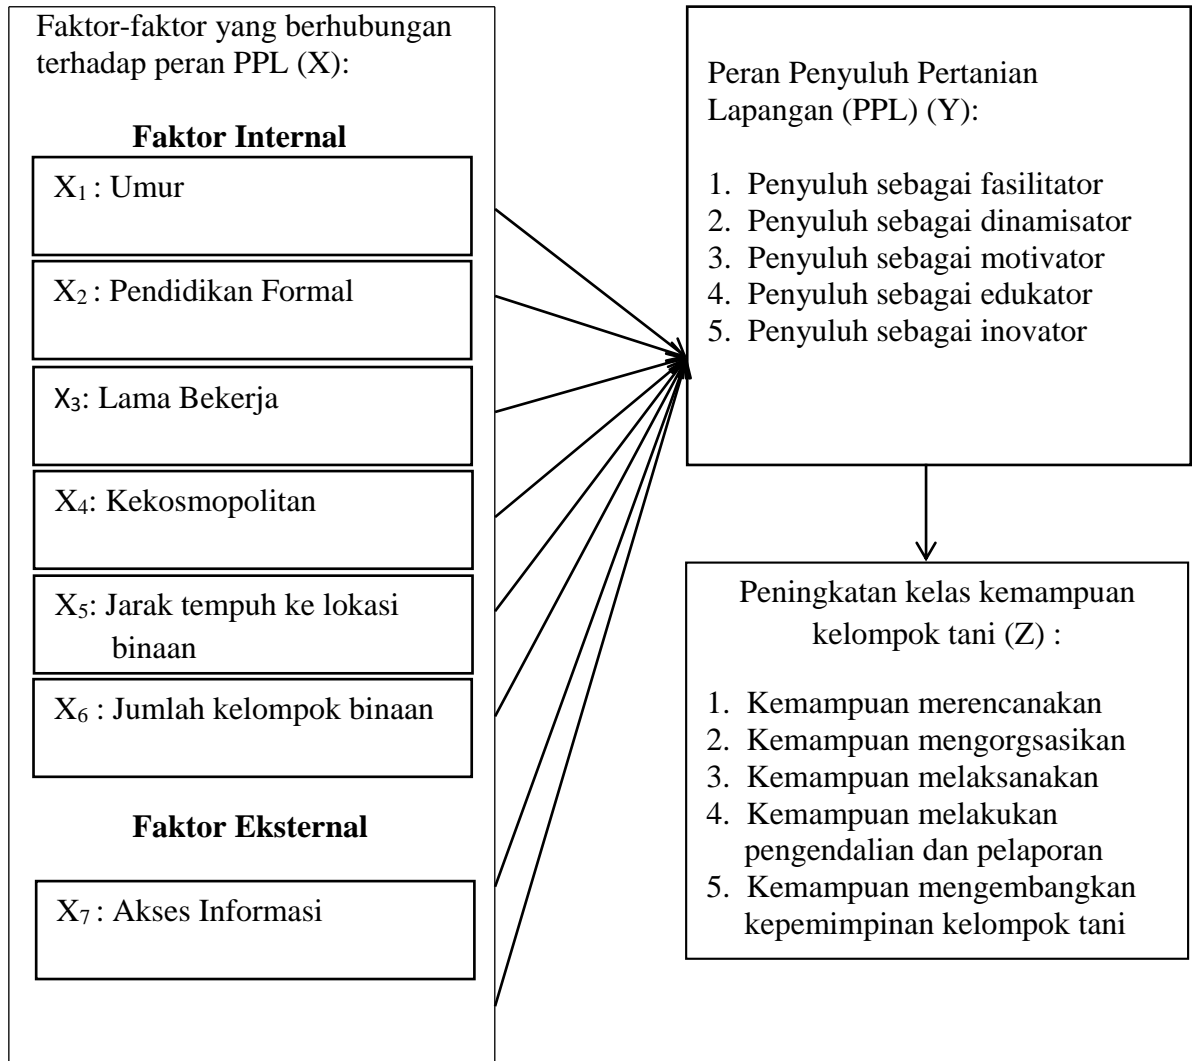 Faktor-faktor yang berhubungan
terhadap peran PPL (X):
Faktor Internal
X₁ : Umur
X₂ : Pendidikan Formal
X₃: Lama Bekerja
X₄: Kekosmopolitan
X₅: Jarak tempuh ke lokasi
binaan
X₆ : Jumlah kelompok binaan
Faktor Eksternal
X₇ : Akses Informasi
Peran Penyuluh Pertanian
Lapangan (PPL) (Y):
1. Penyuluh sebagai fasilitator
2. Penyuluh sebagai dinamisator
3. Penyuluh sebagai motivator
4. Penyuluh sebagai edukator
5. Penyuluh sebagai inovator
Peningkatan kelas kemampuan
kelompok tani (Z) :
1. Kemampuan merencanakan
2. Kemampuan mengorgsasikan
3. Kemampuan melaksanakan
4. Kemampuan melakukan
pengendalian dan pelaporan
5. Kemampuan mengembangkan
kepemimpinan kelompok tani